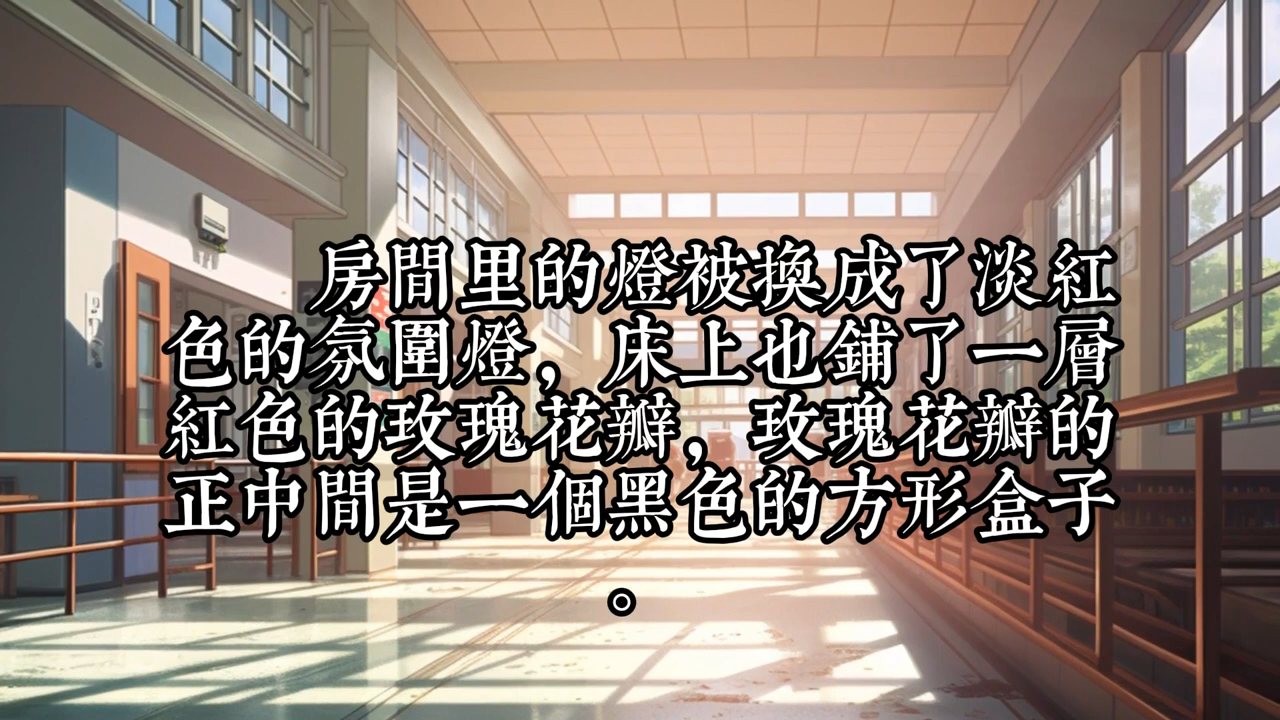 房間里的燈被換成了淡紅
色的氛圍燈，床上也鋪了一層
紅色的玫瑰花瓣，玫瑰花瓣的
正中間是一個黑色的方形盒子
。